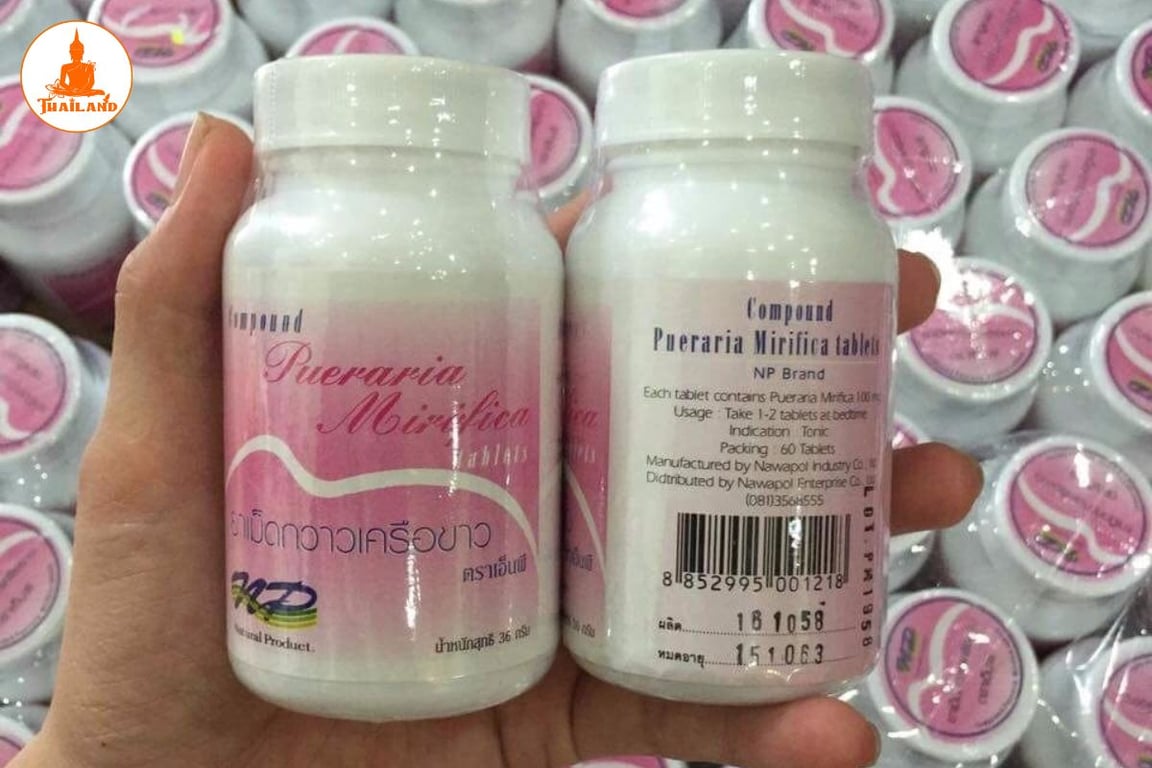 THAILAND
Compound
Pueraria
Mirifica
tablets
ยาเม็ดกวาวเครือขาว
ตราเอ็นพี
NP
Natural Product.
น้ำหนักสุทธิ 36 กรัม
Compound
Pueraria Mirifica tablets
NP Brand
Each tablet contains Pueraria Mirifica 100
Usage : Take 1-2 tablets at bedtime
Indication : Tonic
Packing : 60 Tablets
Manufactured by Nawapol Industry Co.,
Didtributed by Nawapol Enterprise Co.,
(081)3568555
8 852995 001218
ผลิต 161058
หมดอายุ 151063
LOT.PM1958